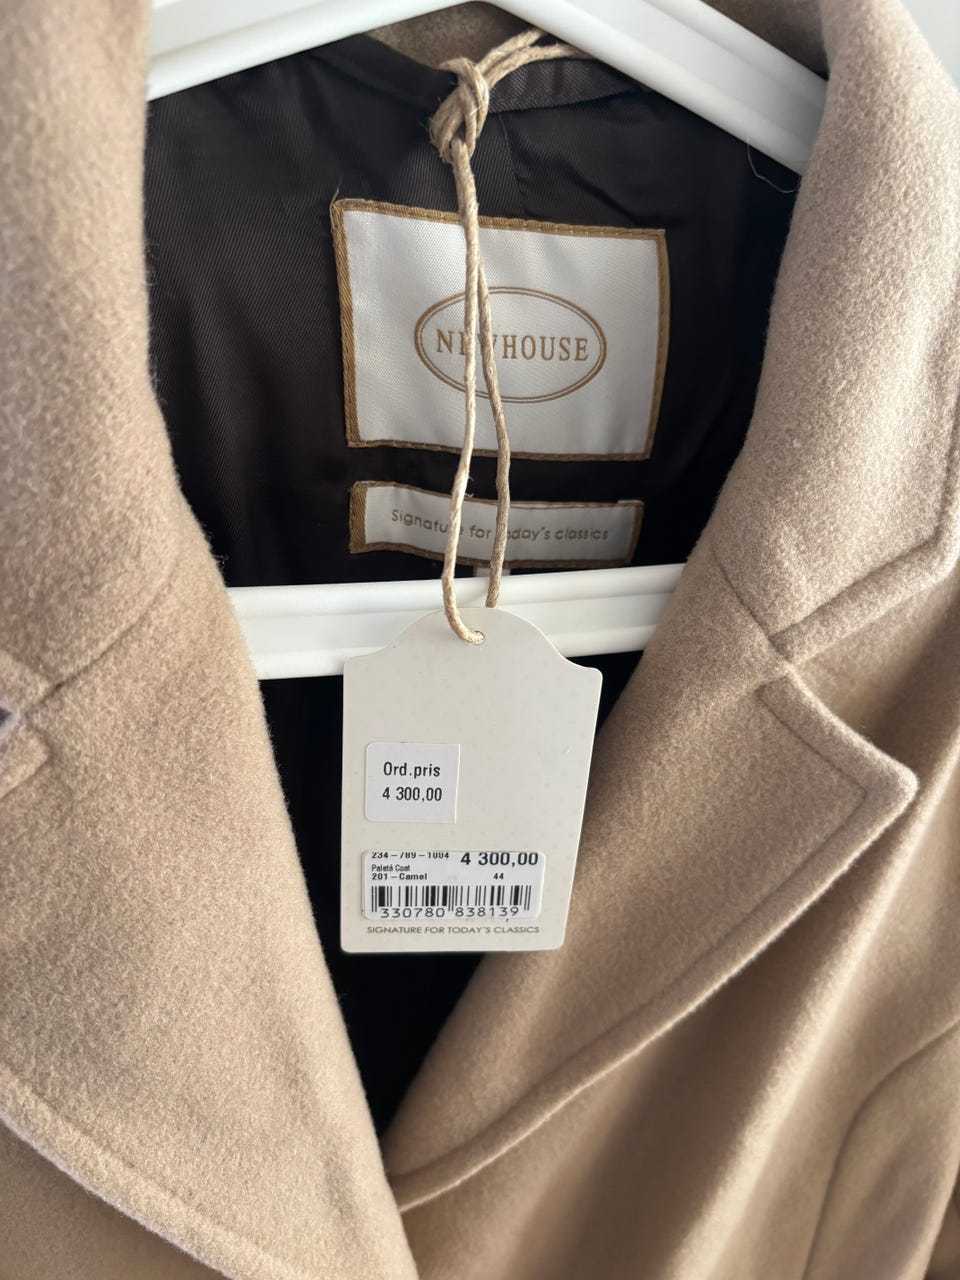 NEWHOUSE
Signature for today's classics
Ord.pris
4 300,00
234-789-1004 4 300,00
Paletå Coat
201-Camel 44
330780 838139
SIGNATURE FOR TODAY'S CLASSICS